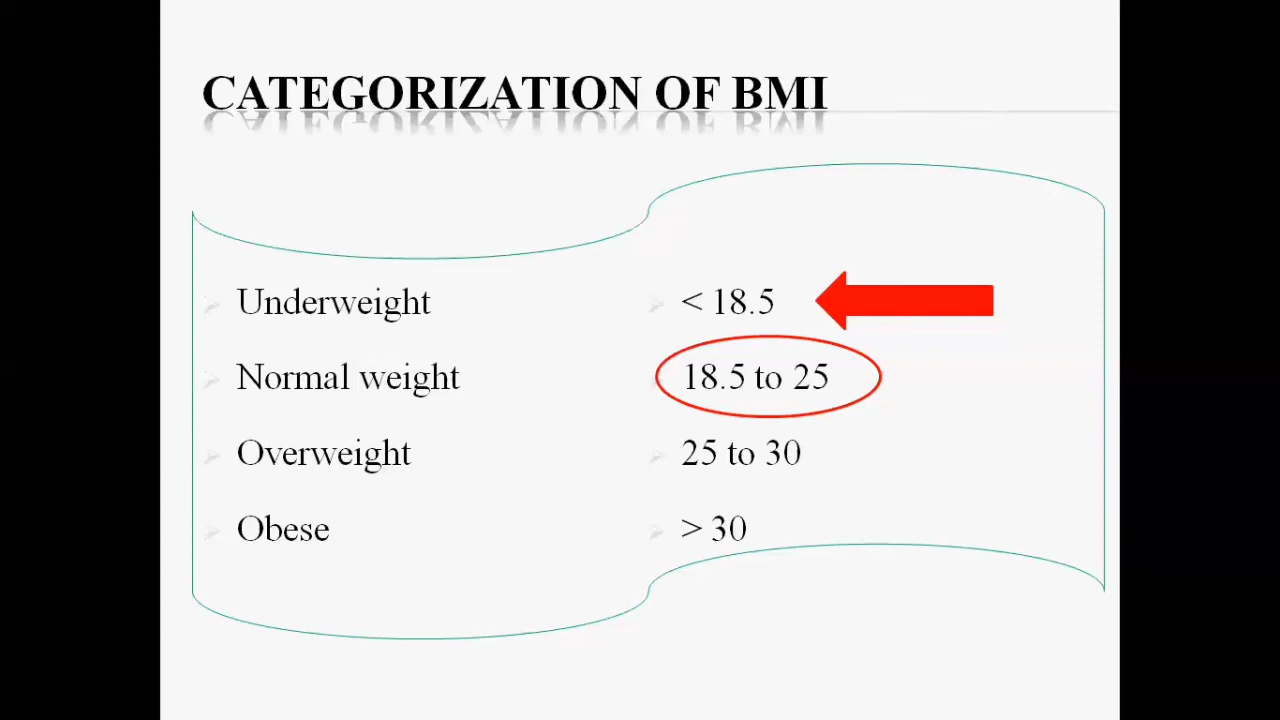 CATEGORIZATION OF BMI
Underweight
< 18.5
Normal weight
18.5 to 25
Overweight
25 to 30
Obese
> 30